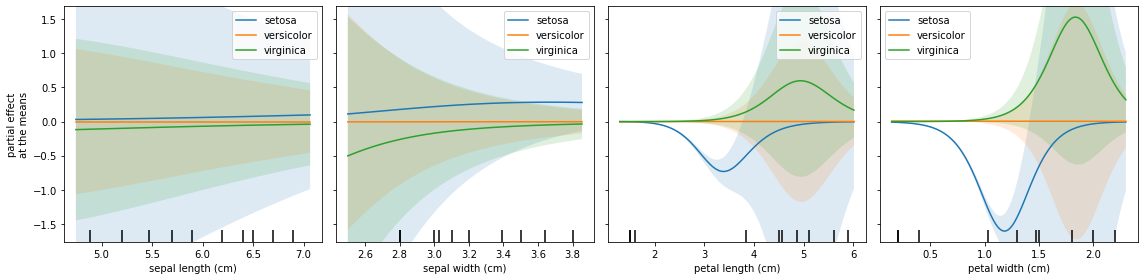 partial effect
at the means
1.5
1.0
0.5
0.0
−0.5
−1.0
−1.5
setosa
versicolor
virginica
5.0 5.5 6.0 6.5 7.0
sepal length (cm)
setosa
versicolor
virginica
2.6 2.8 3.0 3.2 3.4 3.6 3.8
sepal width (cm)
setosa
versicolor
virginica
2 3 4 5 6
petal length (cm)
setosa
versicolor
virginica
0.5 1.0 1.5 2.0
petal width (cm)